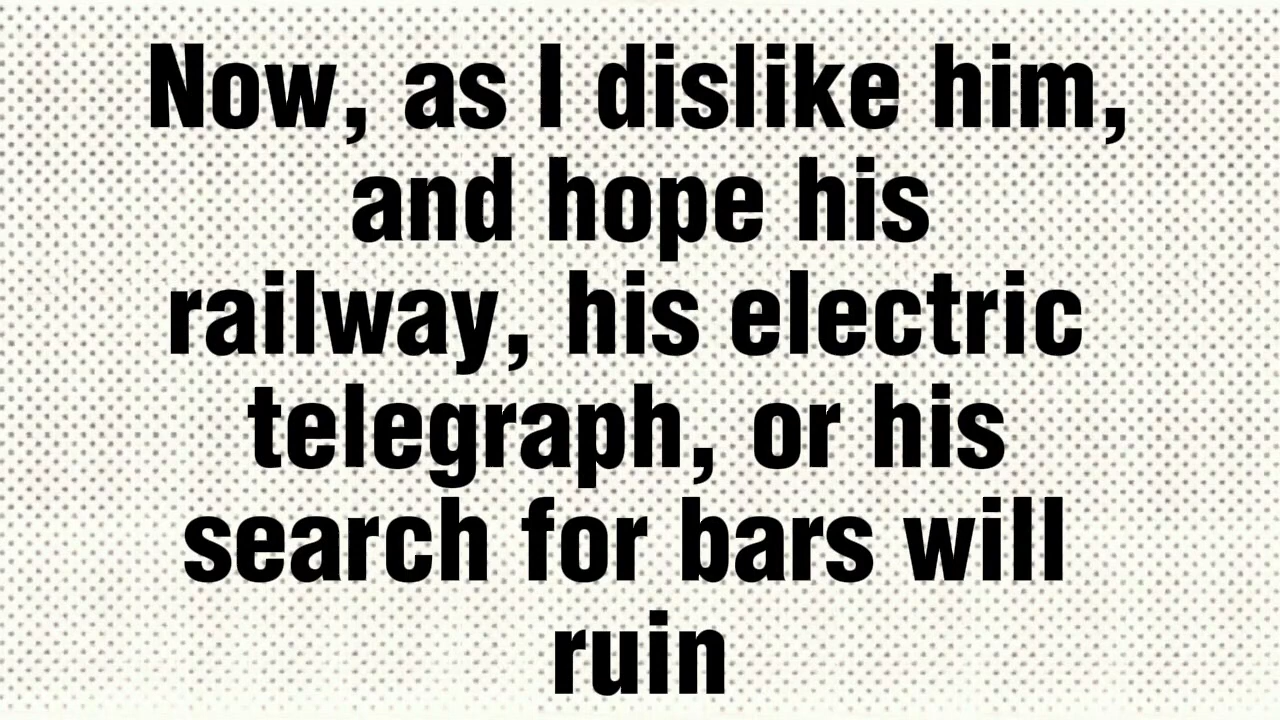 Now, as I dislike him,
and hope his
railway, his electric
telegraph, or his
search for bars will
ruin